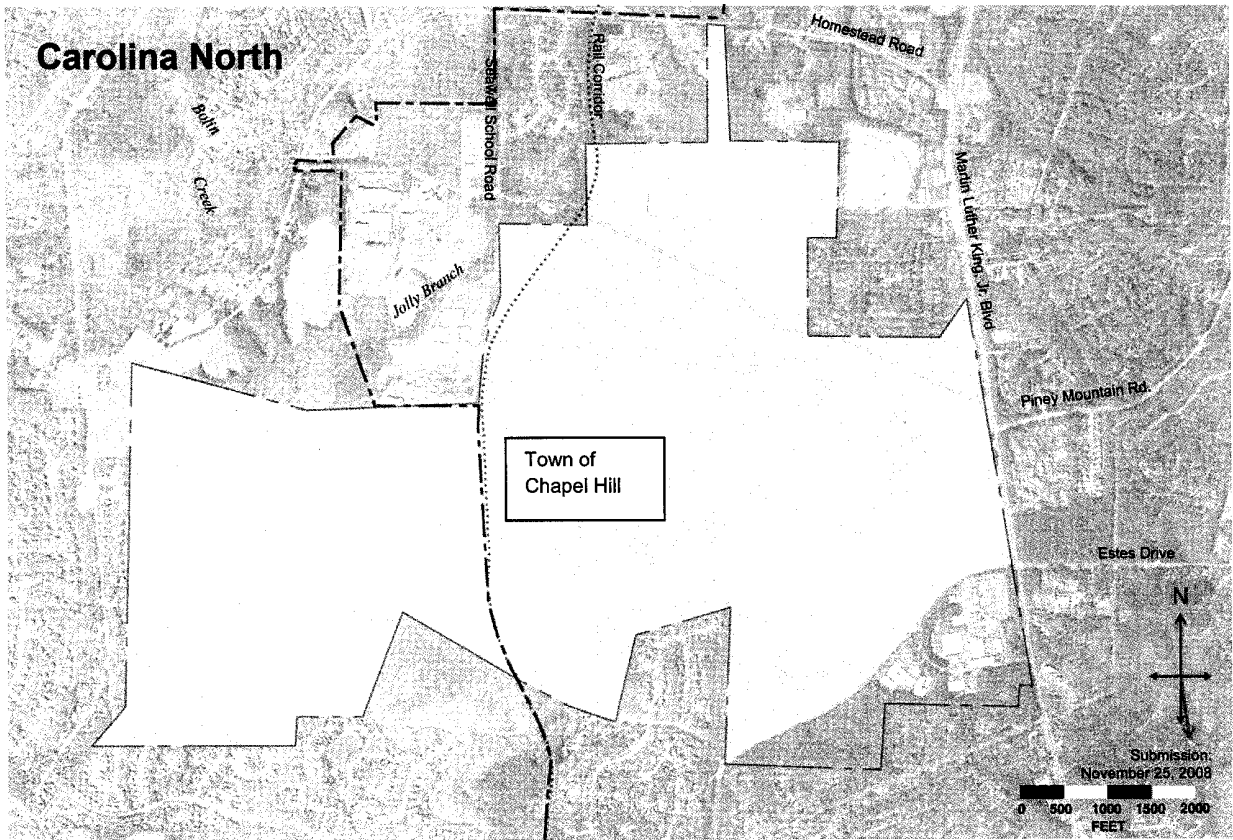 Carolina North
Homestead Road
Rail Corridor
Seawell School Road
Bolin
Creek
Martin Luther King, Jr. Blvd
Jolly Branch
Piney Mountain Rd.
Town of
Chapel Hill
Estes Drive
N
Submission:
November 25, 2008
0 500 1000 1500 2000
FEET